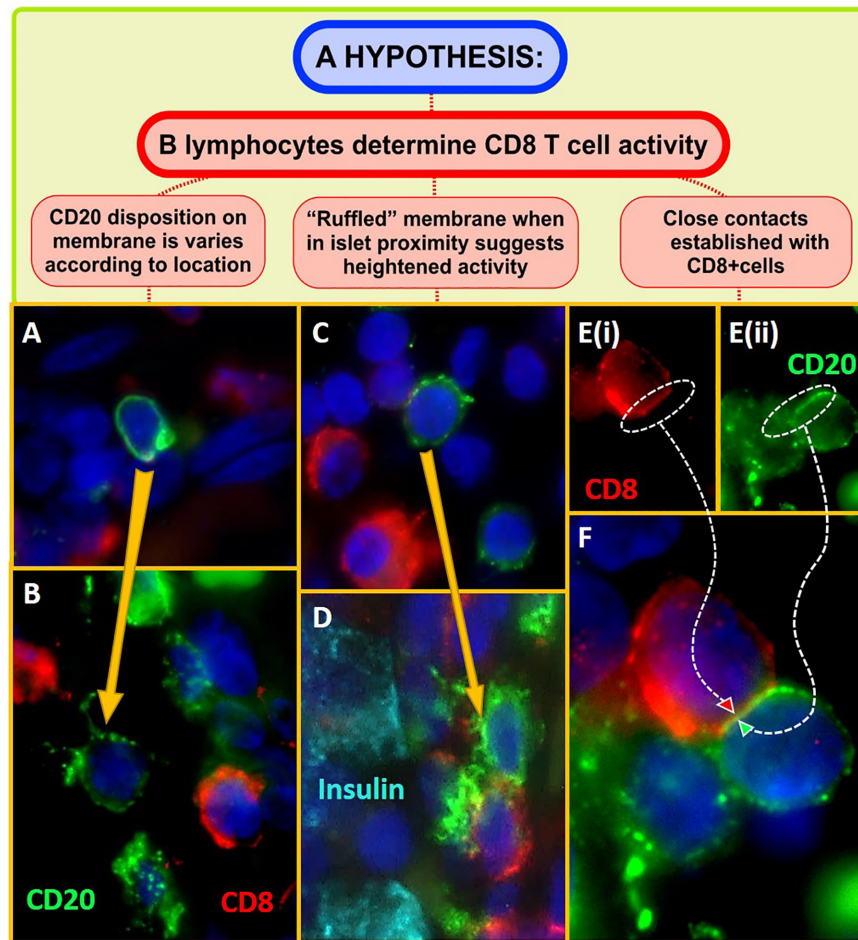 A HYPOTHESIS:
B lymphocytes determine CD8 T cell activity
CD20 disposition on
membrane is varies
according to location
“Ruffled” membrane when
in islet proximity suggests
heightened activity
Close contacts
established with
CD8+cells
A
C
E(i)
E(ii)
CD20
CD8
B
D
F
Insulin
CD20
CD8